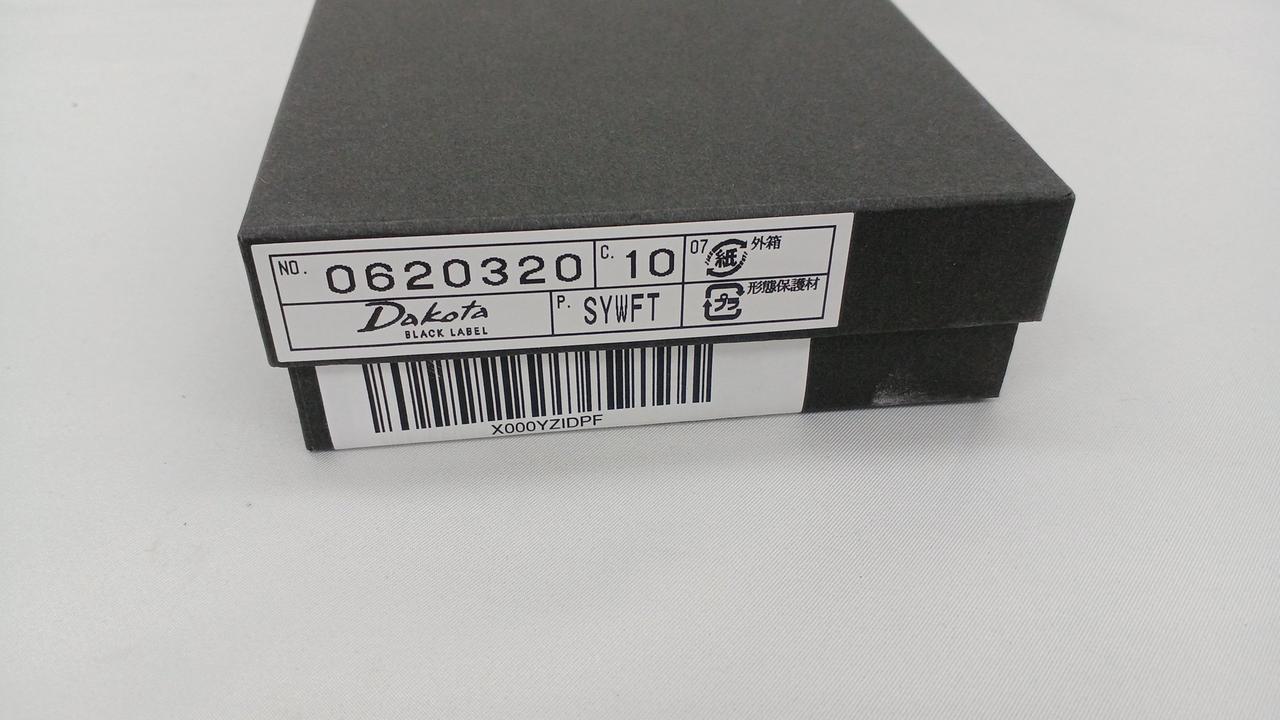 NO. 0620320 C. 10 07 紙 外箱
Dakota
BLACK LABEL
P. SYWFT プラ 形態保護材
X000YZIDPF